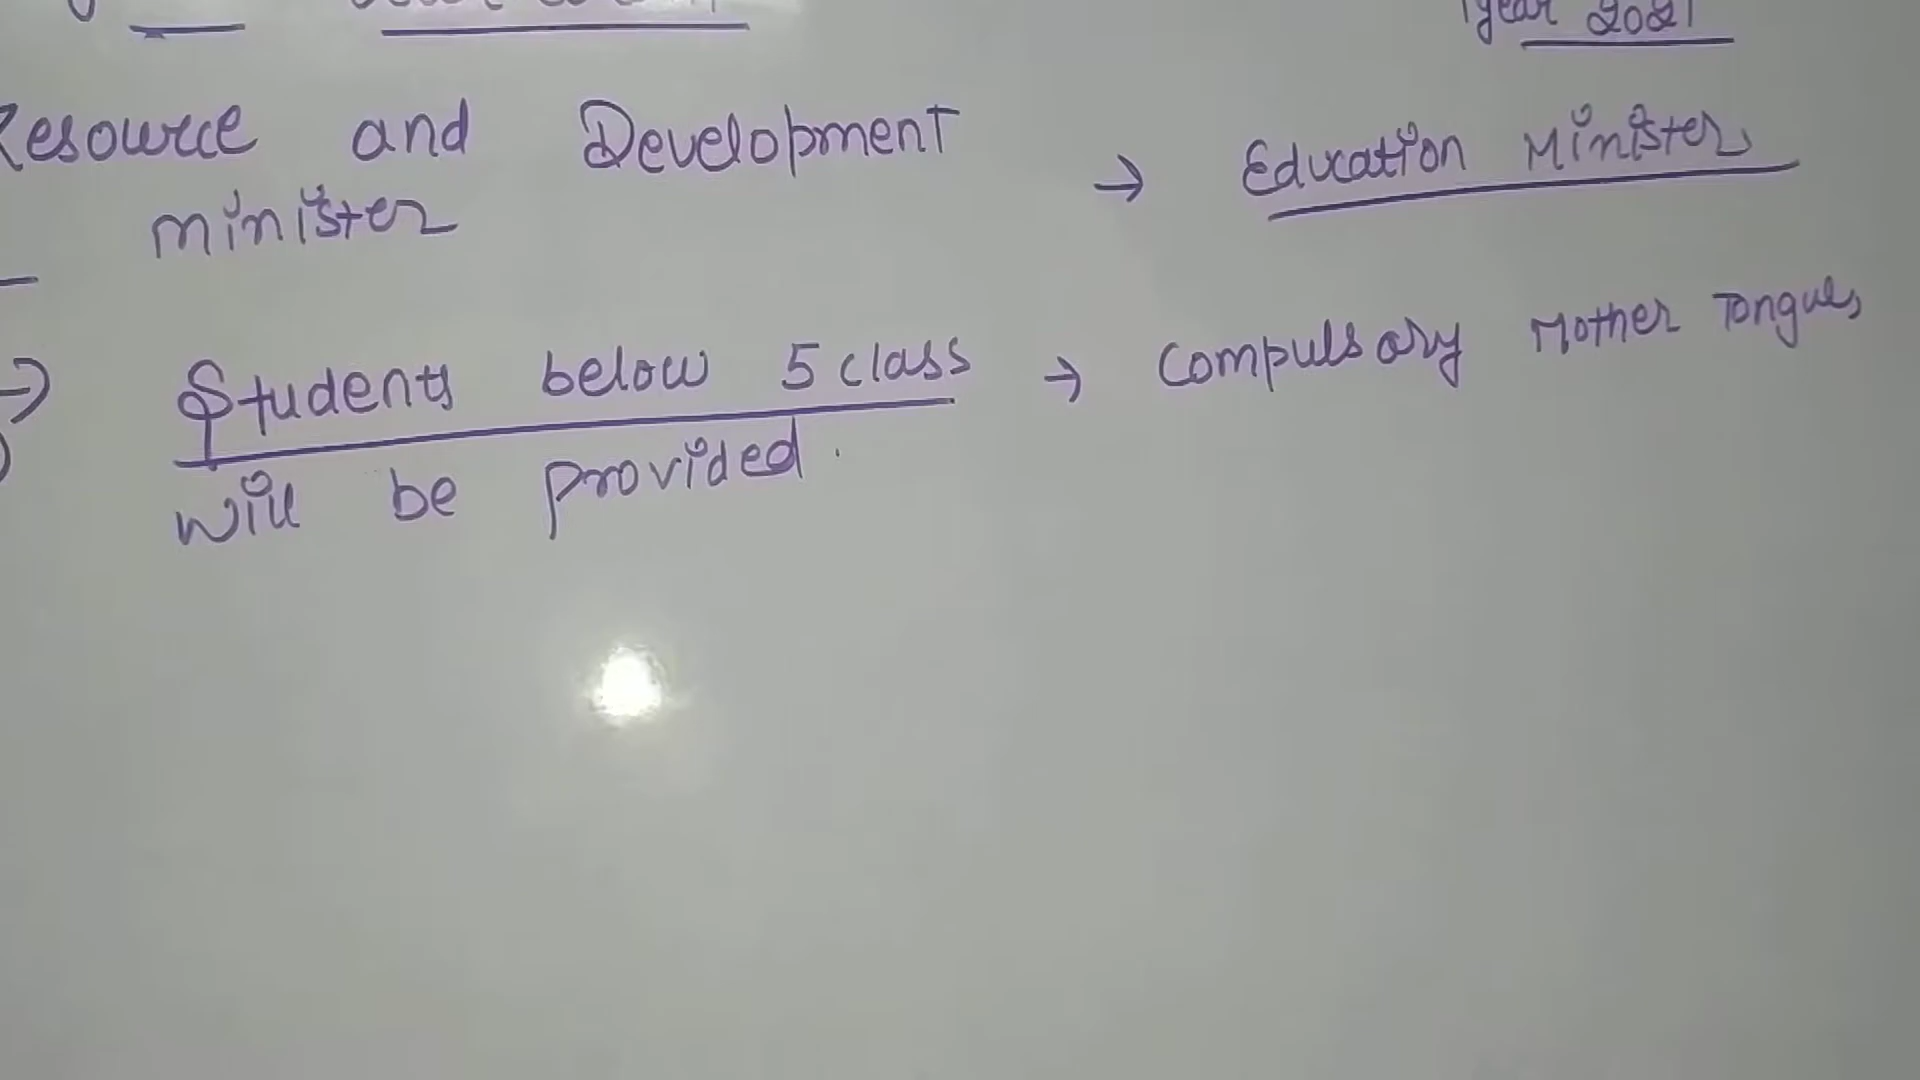 year 2021
Resource and Development → Education Minister
minister
→ Students below 5 class → Compulsory Mother Tongue,
will be provided.